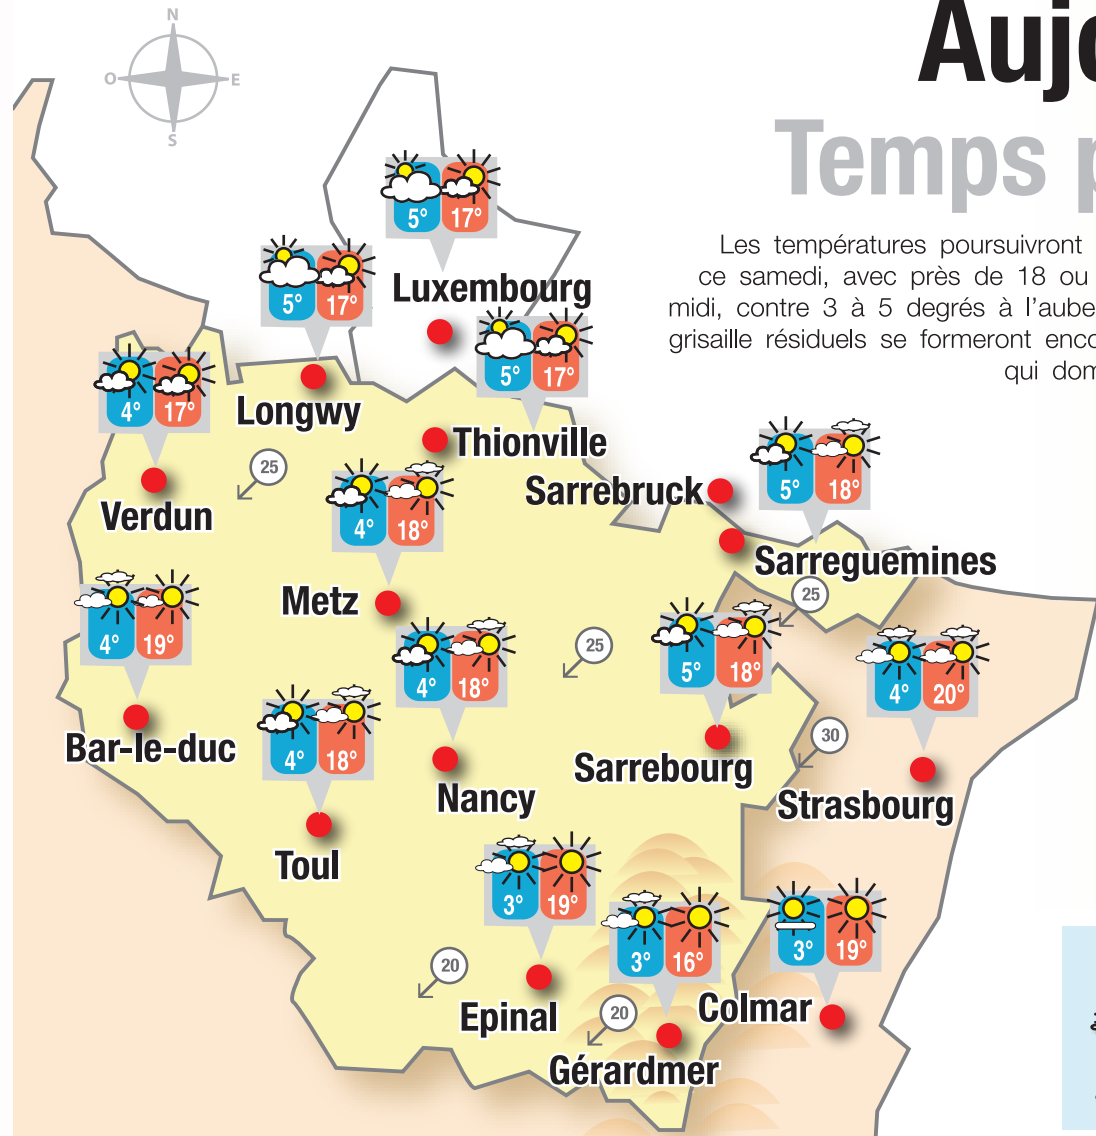 N
O E
S
Aujo
Temps p
Les températures poursuivront
ce samedi, avec près de 18 ou
midi, contre 3 à 5 degrés à l'aube
grisaille résiduels se formeront enco
qui dom
5° 17°
Luxembourg
5° 17°
Longwy
5° 17°
Thionville
4° 17°
Verdun
25
4° 18°
Metz
Sarrebruck
5° 18°
Sarreguemines
25
4° 19°
Bar-le-duc
4° 18°
Nancy
25
5° 18°
Sarrebourg
4° 20°
Strasbourg
30
4° 18°
Toul
3° 19°
Epinal
20
3° 16°
Gérardmer
20
3° 19°
Colmar